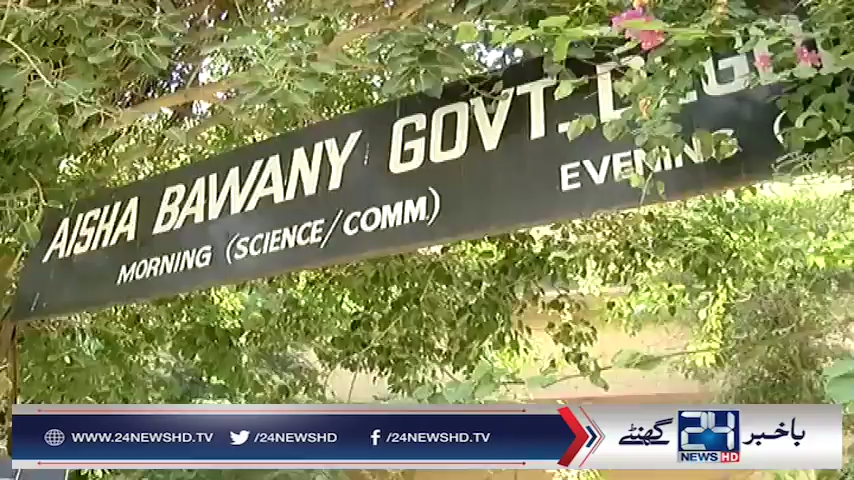 AISHA BAWANY GOVT.
MORNING (SCIENCE/COMM.)
EVENING
WWW.24NEWSHD.TV
/24NEWSHD
/24NEWSHD.TV
باخبر 24 گھنٹے
NEWS HD